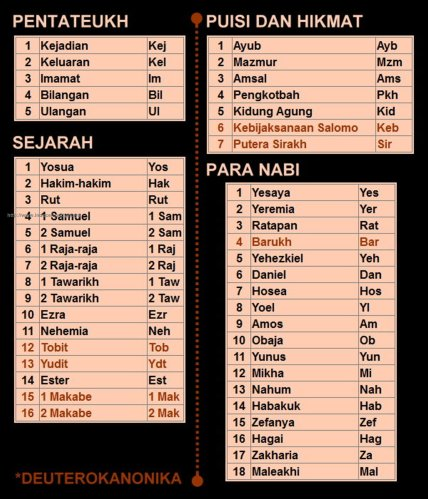 PENTATEUKH
1 Kejadian Kej
2 Keluaran Kel
3 Imamat Im
4 Bilangan Bil
5 Ulangan Ul
SEJARAH
1 Yosua Yos
2 Hakim-hakim Hak
3 Rut Rut
4 1 Samuel 1 Sam
5 2 Samuel 2 Sam
6 1 Raja-raja 1 Raj
7 2 Raja-raja 2 Raj
8 1 Tawarikh 1 Taw
9 2 Tawarikh 2 Taw
10 Ezra Ezr
11 Nehemia Neh
12 Tobit Tob
13 Yudit Ydt
14 Ester Est
15 1 Makabe 1 Mak
16 2 Makabe 2 Mak
*DEUTEROKANONIKA
PUISI DAN HIKMAT
1 Ayub Ayb
2 Mazmur Mzm
3 Amsal Ams
4 Pengkotbah Pkh
5 Kidung Agung Kid
6 Kebijaksanaan Salomo Keb
7 Putera Sirakh Sir
PARA NABI
1 Yesaya Yes
2 Yeremia Yer
3 Ratapan Rat
4 Barukh Bar
5 Yehezkiel Yeh
6 Daniel Dan
7 Hosea Hos
8 Yoel Yl
9 Amos Am
10 Obaja Ob
11 Yunus Yun
12 Mikha Mi
13 Nahum Nah
14 Habakuk Hab
15 Zefanya Zef
16 Hagai Hag
17 Zakharia Za
18 Maleakhi Mal